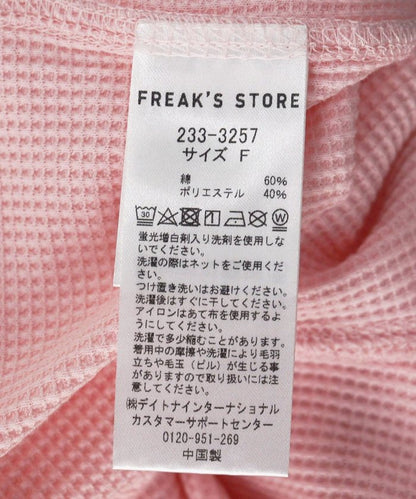 FREAK'S STORE
233-3257
サイズ F
綿 60%
ポリエステル 40%
蛍光増白剤入り洗剤を使用しな
いでください。
洗濯の際はネットをご使用くだ
さい。
つけ置き洗いはお避けください。
洗濯後はすぐに干してください。
アイロンはあて布を使用するよ
うにしてください。
洗濯で多少縮むことがあります。
着用中の摩擦や洗濯により毛羽
立ちや毛玉（ピル）が生じる事
がありますので取り扱いには注
意してください。
㈱デイトナインターナショナル
カスタマーサポートセンター
0120-951-269
中国製